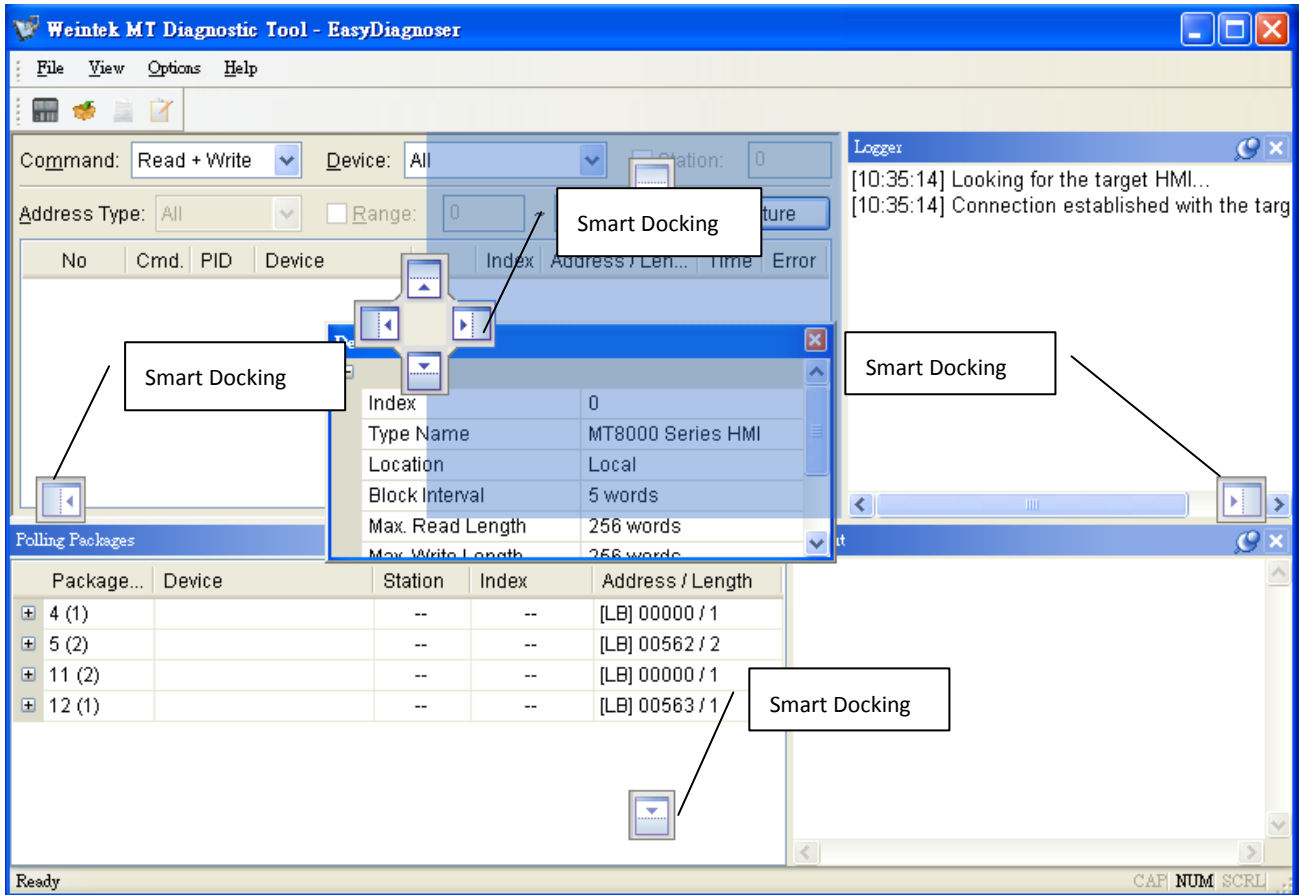 Weintek MT Diagnostic Tool - EasyDiagnoser
File View Options Help
Command: Read + Write Device: All Station: 0
Address Type: All Range: 0
No Cmd. PID Device Index Address / Len... Time Error
Smart Docking
Logger
[10:35:14] Looking for the target HMI...
[10:35:14] Connection established with the targ
Smart Docking
Smart Docking
Index 0
Type Name MT8000 Series HMI
Location Local
Block Interval 5 words
Max. Read Length 256 words
Max. Write Length 256 words
Polling Packages
Package... Device Station Index Address / Length
4 (1) -- -- [LB] 00000 / 1
5 (2) -- -- [LB] 00562 / 2
11 (2) -- -- [LB] 00000 / 1
12 (1) -- -- [LB] 00563 / 1
Smart Docking
Ready CAP NUM SCRL